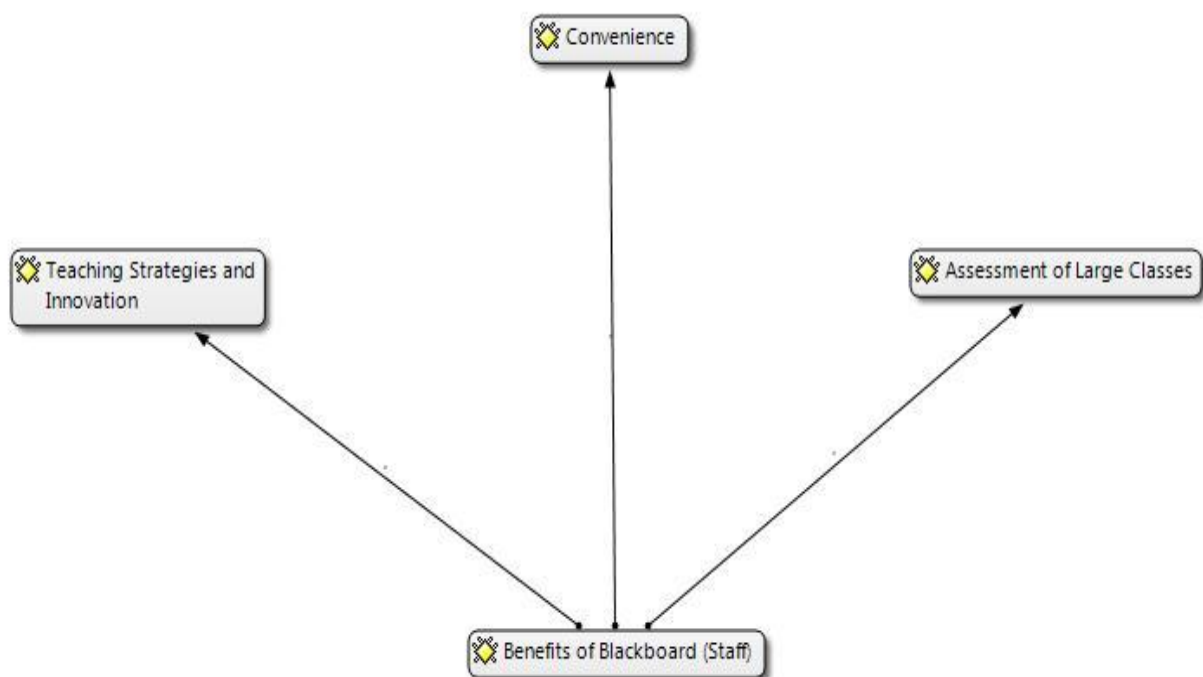 Convenience
Teaching Strategies and
Innovation
Assessment of Large Classes
Benefits of Blackboard (Staff)